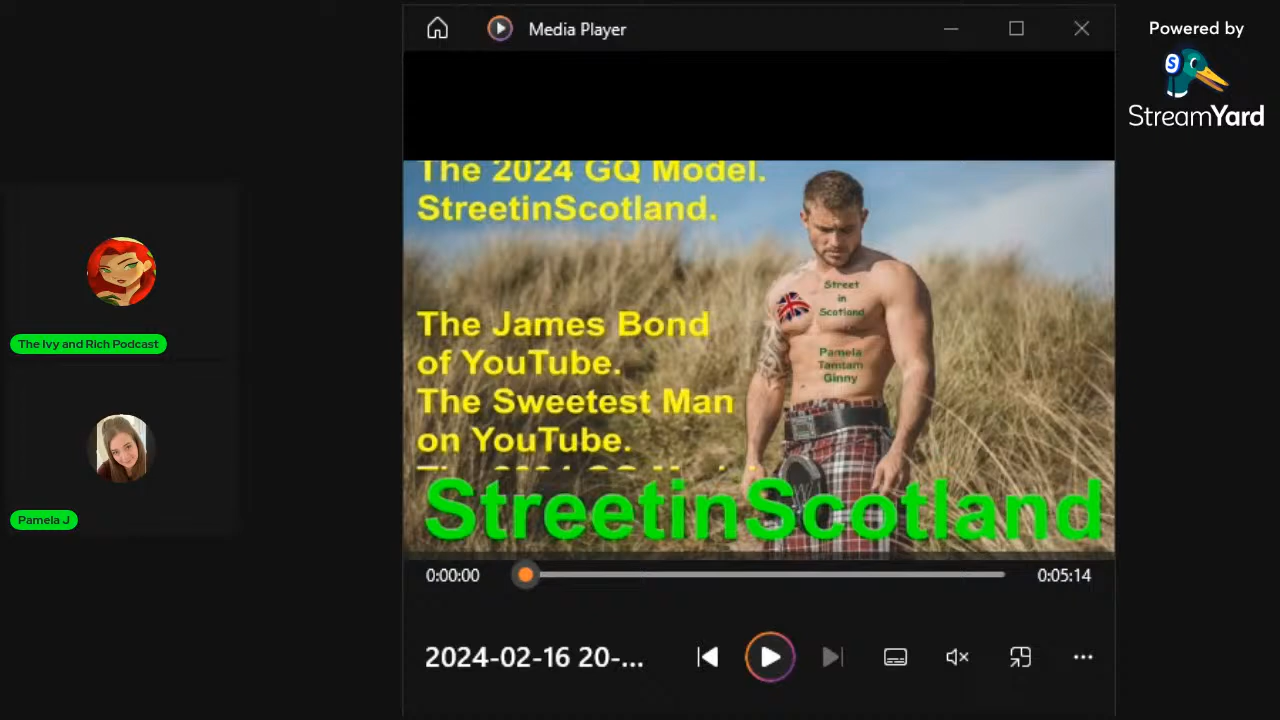 Media Player
Powered by
S
StreamYard
The 2024 GQ Model.
StreetinScotland.
The James Bond
of YouTube.
The Sweetest Man
on YouTube.
Street
in
Scotland
Pamela
Tamtam
Ginny
StreetinScotland
The Ivy and Rich Podcast
Pamela J
0:00:00
0:05:14
2024-02-16 20-...